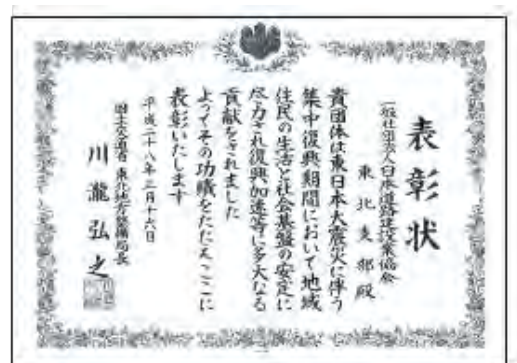 表彰状
一般社団法人日本道路建設業協会
東北支部殿
貴団体は東日本大震災に伴う
集中復興期間において地域
住民の生活と社会基盤の安定に
尽力され復興加速等に多大なる
貢献をされました
よってその功績をたたえここに
表彰いたします
平成二十八年三月十六日
国土交通省 東北地方整備局長
川瀧弘之